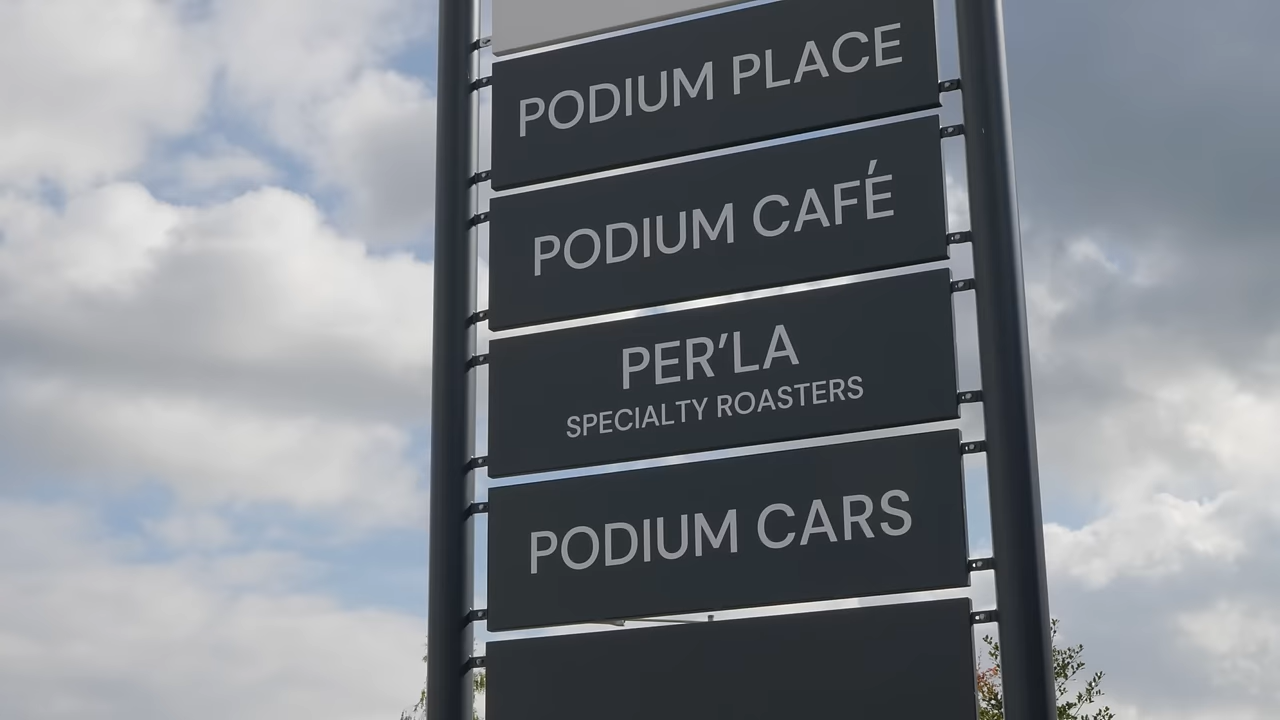 PODIUM PLACE
PODIUM CAFÉ
PER’LA
SPECIALTY ROASTERS
PODIUM CARS